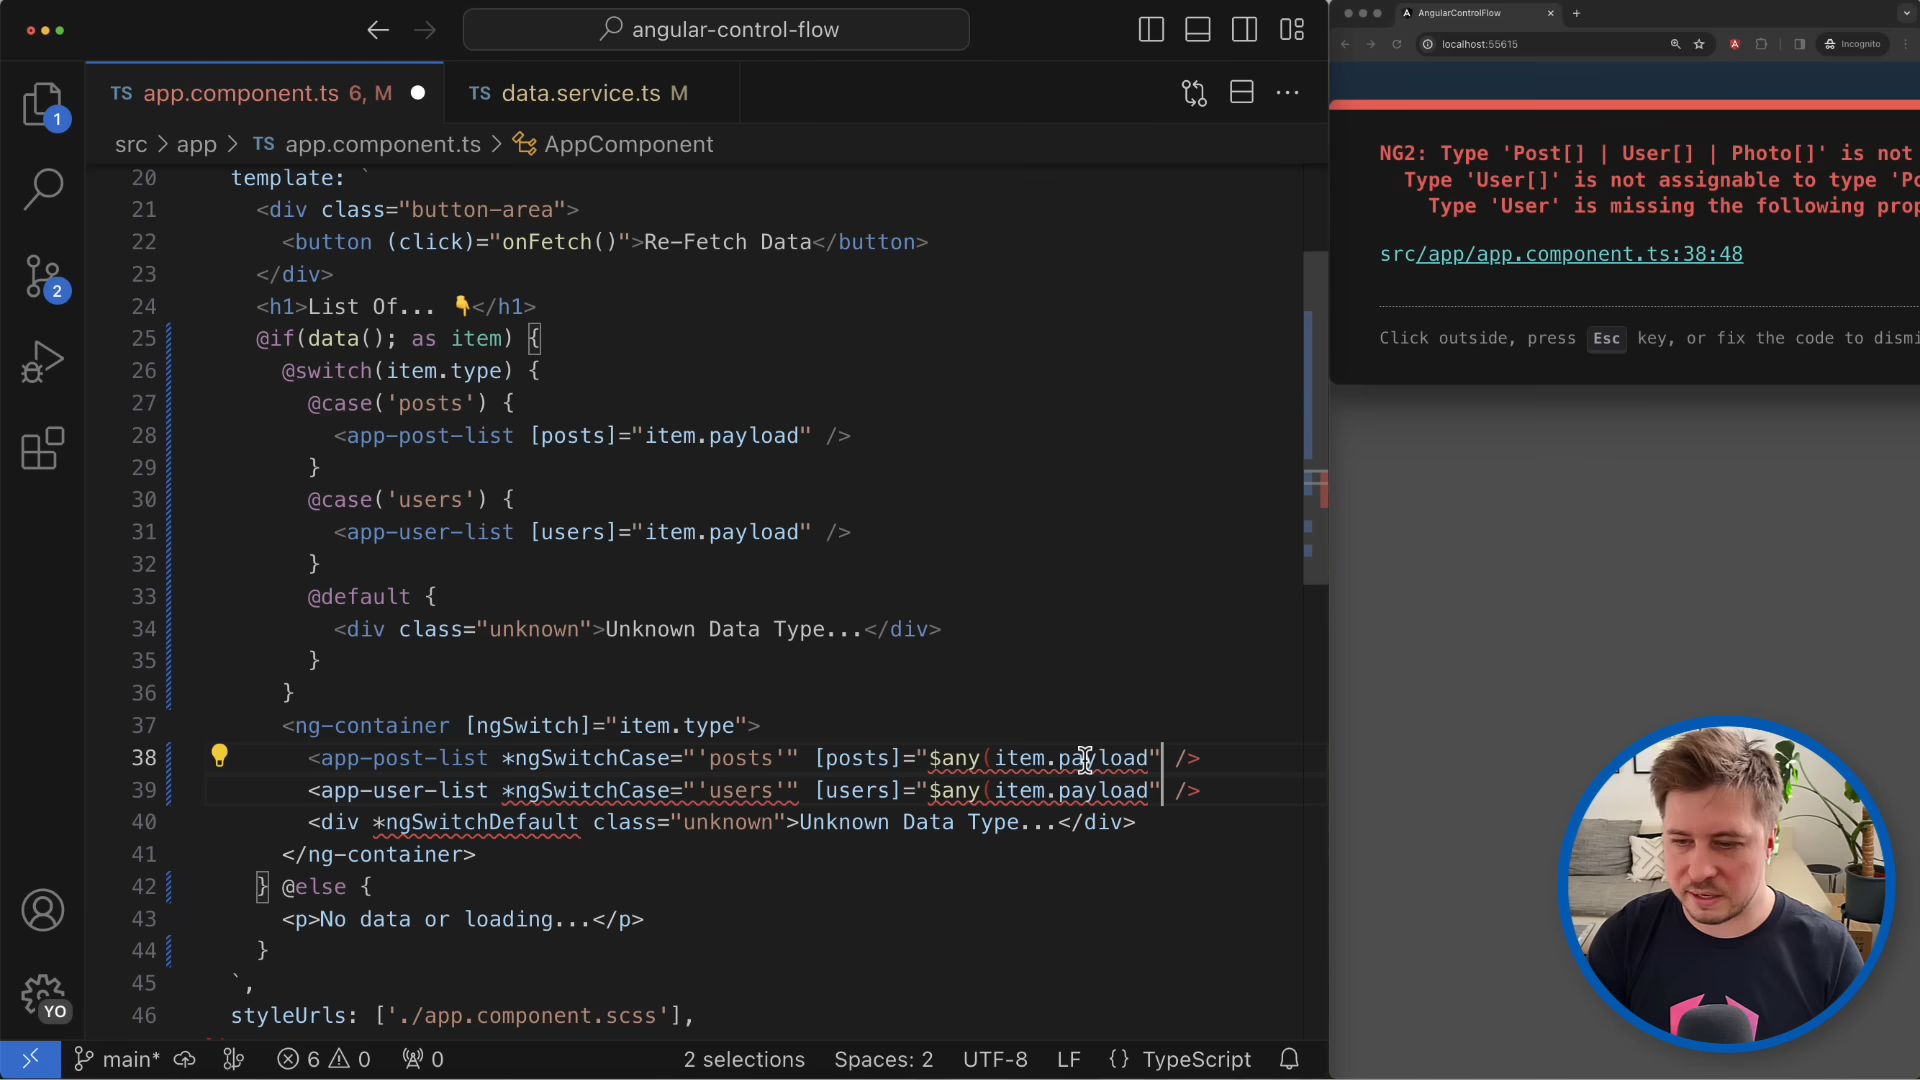 angular-control-flow
TS app.component.ts 6, M
TS data.service.ts M
src > app > TS app.component.ts > AppComponent
20 template: `
21 <div class="button-area">
22 <button (click)="onFetch()">Re-Fetch Data</button>
23 </div>
24 <h1>List Of... 👇</h1>
25 @if(data(); as item) {
26 @switch(item.type) {
27 @case('posts') {
28 <app-post-list [posts]="item.payload" />
29 }
30 @case('users') {
31 <app-user-list [users]="item.payload" />
32 }
33 @default {
34 <div class="unknown">Unknown Data Type...</div>
35 }
36 }
37 <ng-container [ngSwitch]="item.type">
38 <app-post-list *ngSwitchCase="'posts'" [posts]="$any(item.payload" />
39 <app-user-list *ngSwitchCase="'users'" [users]="$any(item.payload" />
40 <div *ngSwitchDefault class="unknown">Unknown Data Type...</div>
41 </ng-container>
42 } @else {
43 <p>No data or loading...</p>
44 }
45 `,
46 styleUrls: ['./app.component.scss'],
1
2
YO
main* 6 0 0
2 selections Spaces: 2 UTF-8 LF {} TypeScript
AngularControlFlow
localhost:55615
Incognito
NG2: Type 'Post[] | User[] | Photo[]' is not
Type 'User[]' is not assignable to type 'Po
Type 'User' is missing the following prop
src/app/app.component.ts:38:48
Click outside, press Esc key, or fix the code to dismi